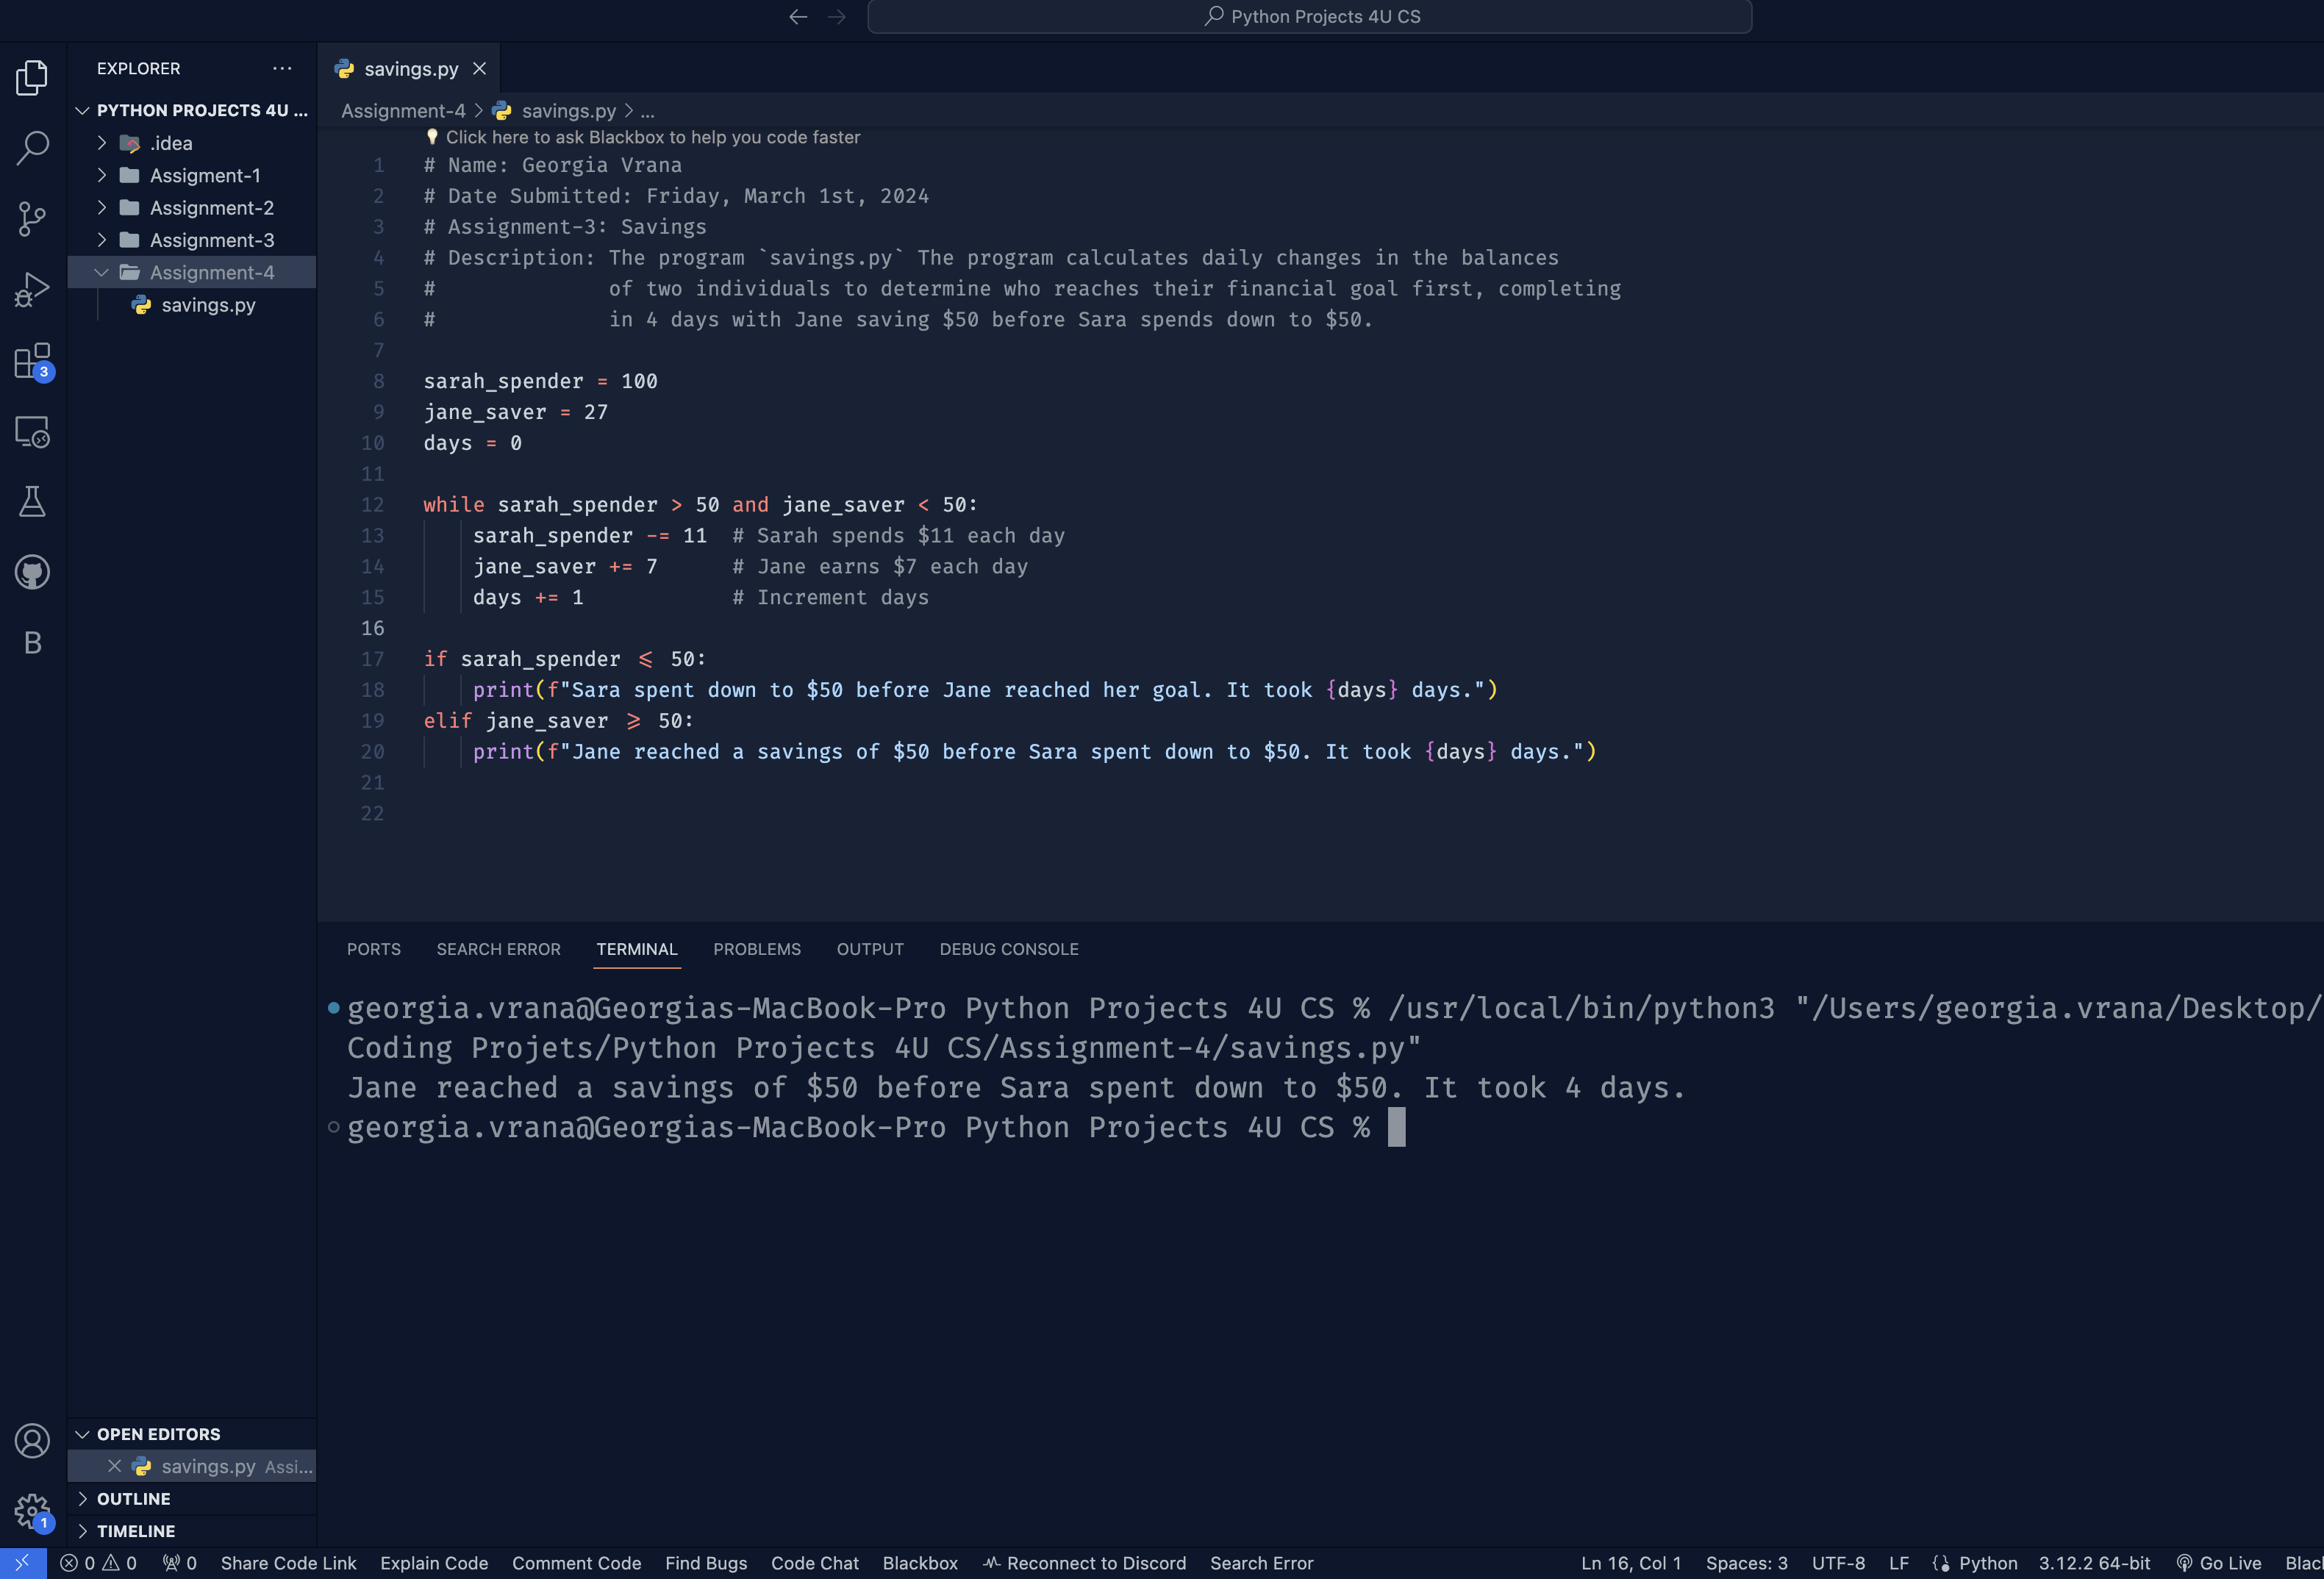 Python Projects 4U CS
EXPLORER
PYTHON PROJECTS 4U ...
.idea
Assigment-1
Assignment-2
Assignment-3
Assignment-4
savings.py
3
B
savings.py
Assignment-4 > savings.py > ...
Click here to ask Blackbox to help you code faster
1 # Name: Georgia Vrana
2 # Date Submitted: Friday, March 1st, 2024
3 # Assignment-3: Savings
4 # Description: The program `savings.py` The program calculates daily changes in the balances
5 #              of two individuals to determine who reaches their financial goal first, completing
6 #              in 4 days with Jane saving $50 before Sara spends down to $50.
7
8 sarah_spender = 100
9 jane_saver = 27
10 days = 0
11
12 while sarah_spender > 50 and jane_saver < 50:
13     sarah_spender -= 11  # Sarah spends $11 each day
14     jane_saver += 7      # Jane earns $7 each day
15     days += 1            # Increment days
16
17 if sarah_spender <= 50:
18     print(f"Sara spent down to $50 before Jane reached her goal. It took {days} days.")
19 elif jane_saver >= 50:
20     print(f"Jane reached a savings of $50 before Sara spent down to $50. It took {days} days.")
21
22
PORTS SEARCH ERROR TERMINAL PROBLEMS OUTPUT DEBUG CONSOLE
georgia.vrana@Georgias-MacBook-Pro Python Projects 4U CS % /usr/local/bin/python3 "/Users/georgia.vrana/Desktop/
Coding Projets/Python Projects 4U CS/Assignment-4/savings.py"
Jane reached a savings of $50 before Sara spent down to $50. It took 4 days.
georgia.vrana@Georgias-MacBook-Pro Python Projects 4U CS %
OPEN EDITORS
savings.py Assi...
OUTLINE
TIMELINE
1
0 0 0 Share Code Link Explain Code Comment Code Find Bugs Code Chat Blackbox Reconnect to Discord Search Error Ln 16, Col 1 Spaces: 3 UTF-8 LF Python 3.12.2 64-bit Go Live